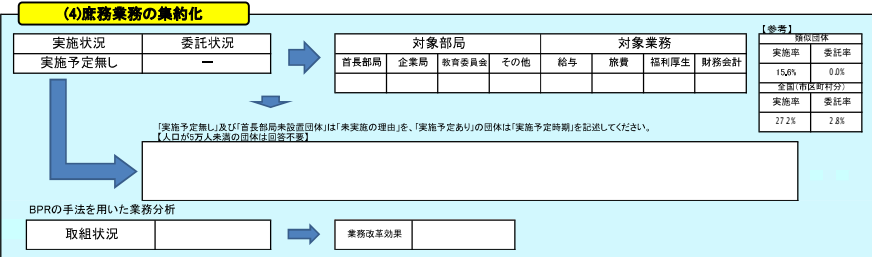 (4)庶務業務の集約化
実施状況 委託状況
実施予定無し ー
対象部局 対象業務
首長部局 企業局 教育委員会 その他 給与 旅費 福利厚生 財務会計
【参考】
類似団体
実施率 委託率
15.6% 0.0%
全国(市区町村分)
実施率 委託率
27.2% 2.8%
「実施予定無し」及び「首長部局未設置団体」は「未実施の理由」を、「実施予定あり」の団体は「実施予定時期」を記述してください。
【人口が5万人未満の団体は回答不要】
BPRの手法を用いた業務分析
取組状況
業務改革効果